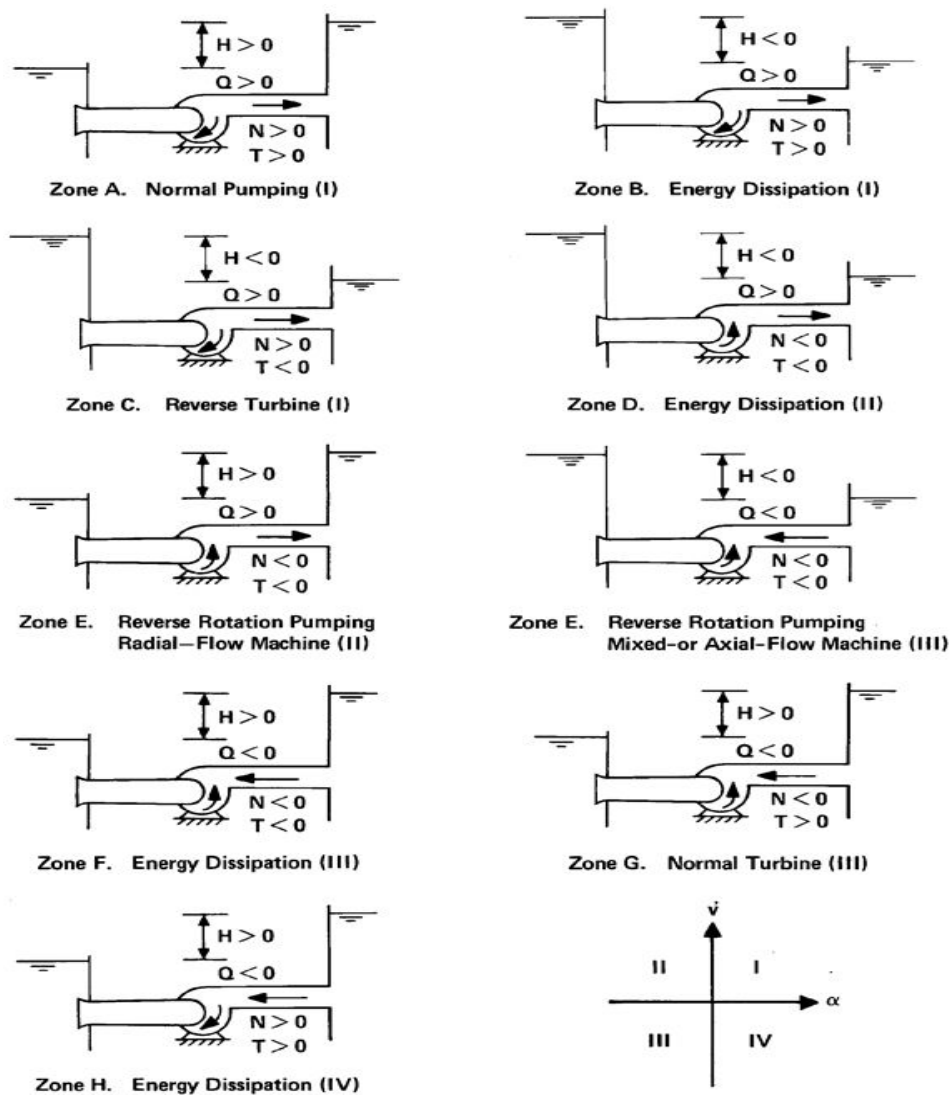 H > 0
Q > 0
N > 0
T > 0
Zone A. Normal Pumping (I)
H < 0
Q > 0
N > 0
T > 0
Zone B. Energy Dissipation (I)
H < 0
Q > 0
N > 0
T < 0
Zone C. Reverse Turbine (I)
H < 0
Q > 0
N < 0
T < 0
Zone D. Energy Dissipation (II)
H > 0
Q > 0
N < 0
T < 0
Zone E. Reverse Rotation Pumping
Radial–Flow Machine (II)
H < 0
Q < 0
N < 0
T < 0
Zone E. Reverse Rotation Pumping
Mixed-or Axial-Flow Machine (III)
H > 0
Q < 0
N < 0
T < 0
Zone F. Energy Dissipation (III)
H > 0
Q < 0
N < 0
T > 0
Zone G. Normal Turbine (III)
H > 0
Q < 0
N > 0
T > 0
Zone H. Energy Dissipation (IV)
v
II I
α
III IV